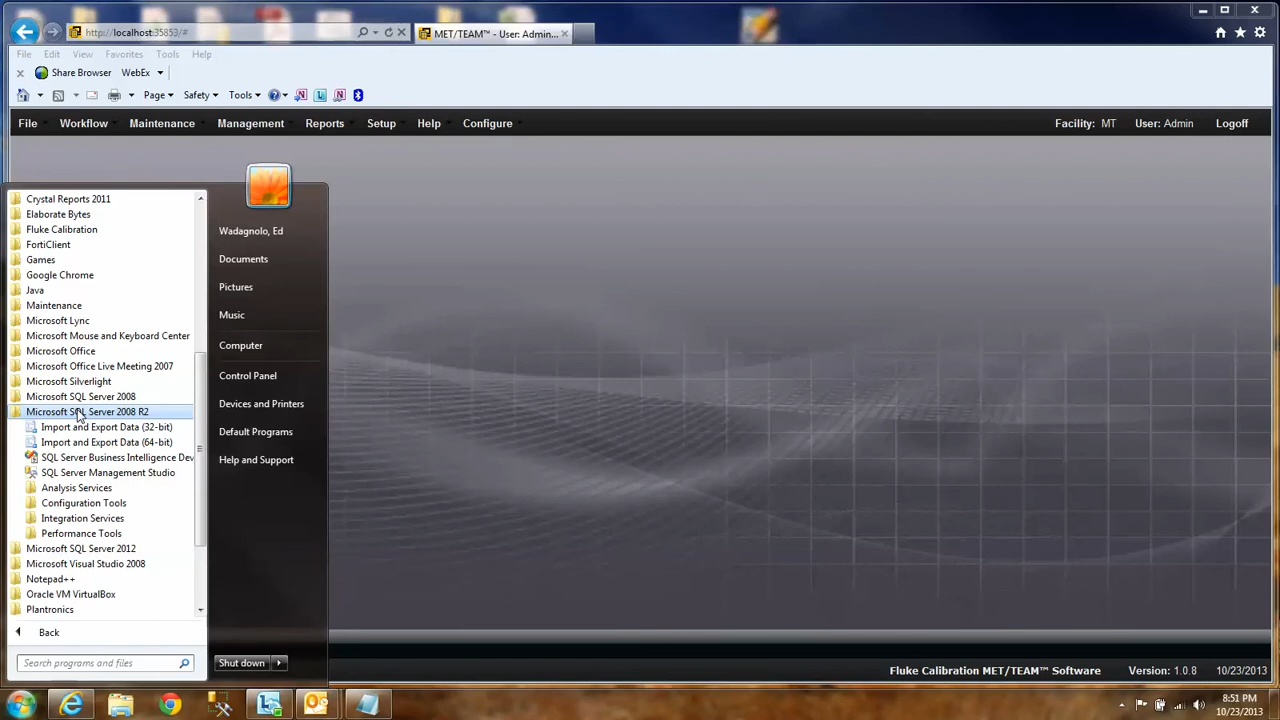 http://localhost:35853/#
MET/TEAM™ - User: Admin...
File Edit View Favorites Tools Help
Share Browser WebEx
Page Safety Tools
File Workflow Maintenance Management Reports Setup Help Configure Facility: MT User: Admin Logoff
Crystal Reports 2011
Elaborate Bytes
Fluke Calibration
FortiClient
Games
Google Chrome
Java
Maintenance
Microsoft Lync
Microsoft Mouse and Keyboard Center
Microsoft Office
Microsoft Office Live Meeting 2007
Microsoft Silverlight
Microsoft SQL Server 2008
Microsoft SQL Server 2008 R2
Import and Export Data (32-bit)
Import and Export Data (64-bit)
SQL Server Business Intelligence Dev
SQL Server Management Studio
Analysis Services
Configuration Tools
Integration Services
Performance Tools
Microsoft SQL Server 2012
Microsoft Visual Studio 2008
Notepad++
Oracle VM VirtualBox
Plantronics
Back
Search programs and files
Wadagnolo, Ed
Documents
Pictures
Music
Computer
Control Panel
Devices and Printers
Default Programs
Help and Support
Shut down
Fluke Calibration MET/TEAM™ Software Version: 1.0.8 10/23/2013
8:51 PM
10/23/2013